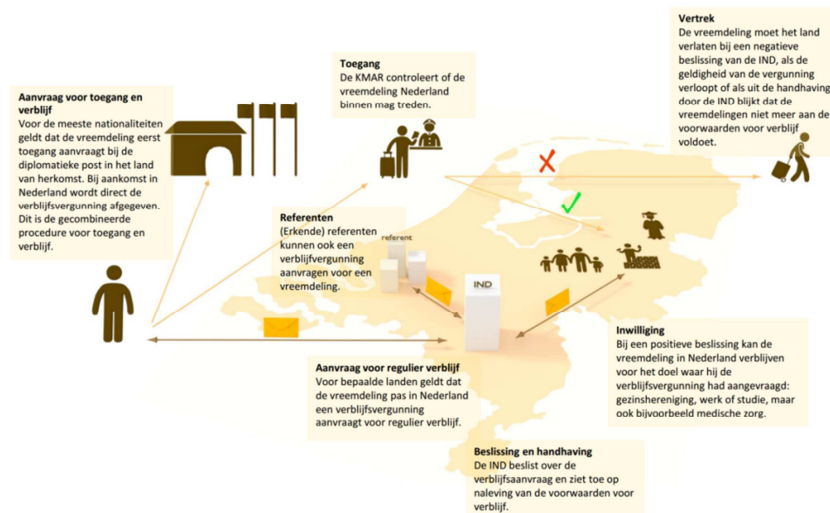 Aanvraag voor toegang en
verblijf
Voor de meeste nationaliteiten
geldt dat de vreemdeling eerst
toegang aanvraagt bij de
diplomatieke post in het land
van herkomst. Bij aankomst in
Nederland wordt direct de
verblijfsvergunning afgegeven.
Dit is de gecombineerde
procedure voor toegang en
verblijf.
Toegang
De KMAR controleert of de
vreemdeling Nederland
binnen mag treden.
Vertrek
De vreemdeling moet het land
verlaten bij een negatieve
beslissing van de IND, als de
geldigheid van de vergunning
verloopt of als uit de handhaving
door de IND blijkt dat de
vreemdelingen niet meer aan de
voorwaarden voor verblijf
voldoet.
Referenten
(Erkende) referenten
kunnen ook een
verblijfvergunning
aanvragen voor een
vreemdeling.
referent
IND
Aanvraag voor regulier verblijf
Voor bepaalde landen geldt dat
de vreemdeling pas in Nederland
een verblijfsvergunning
aanvraagt voor regulier verblijf.
Inwilliging
Bij een positieve beslissing kan de
vreemdeling in Nederland verblijven
voor het doel waar hij de
verblijfsvergunning had aangevraagd:
gezinshereniging, werk of studie, maar
ook bijvoorbeeld medische zorg.
Beslissing en handhaving
De IND beslist over de
verblijfsaanvraag en ziet toe op
naleving van de voorwaarden voor
verblijf.